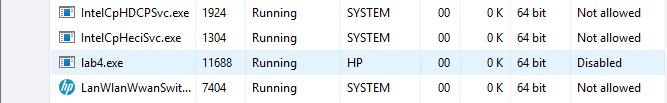 IntelCpHDCPSvc.exe 1924 Running SYSTEM 00 0 K 64 bit Not allowed
IntelCpHeciSvc.exe 1304 Running SYSTEM 00 0 K 64 bit Not allowed
lab4.exe 11688 Running HP 00 0 K 64 bit Disabled
hp LanWlanWwanSwit... 7404 Running SYSTEM 00 0 K 64 bit Not allowed